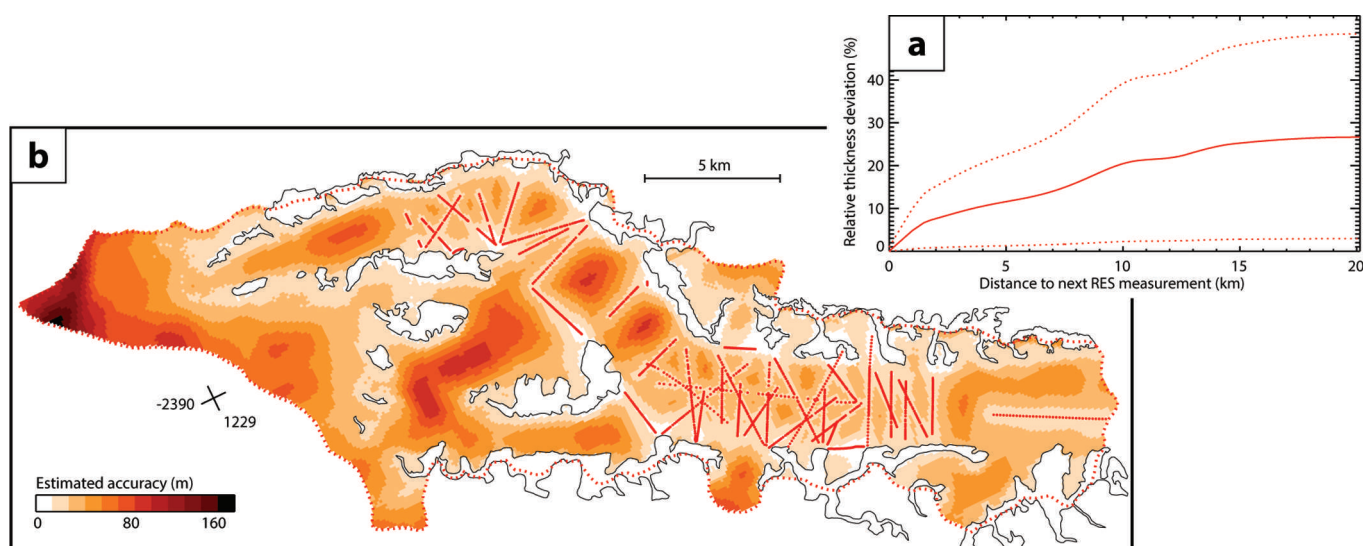 a
Relative thickness deviation (%)
40
30
20
10
0
0 5 10 15 20
Distance to next RES measurement (km)
b
5 km
-2390
1229
Estimated accuracy (m)
0 80 160